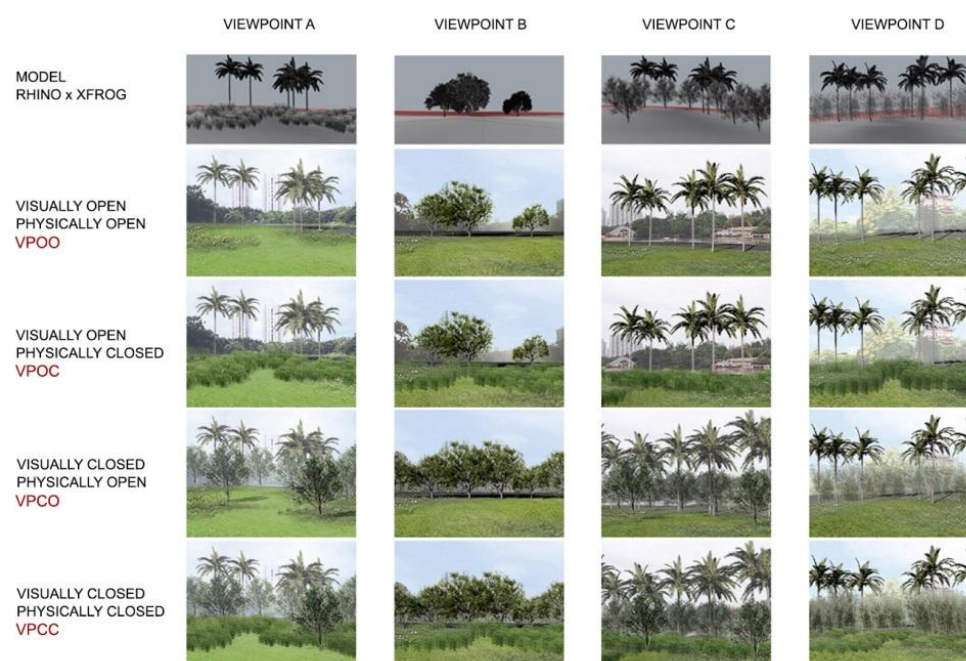 VIEWPOINT A
VIEWPOINT B
VIEWPOINT C
VIEWPOINT D
MODEL
RHINO x XFROG
VISUALLY OPEN
PHYSICALLY OPEN
VPOO
VISUALLY OPEN
PHYSICALLY CLOSED
VPOC
VISUALLY CLOSED
PHYSICALLY OPEN
VPCO
VISUALLY CLOSED
PHYSICALLY CLOSED
VPCC